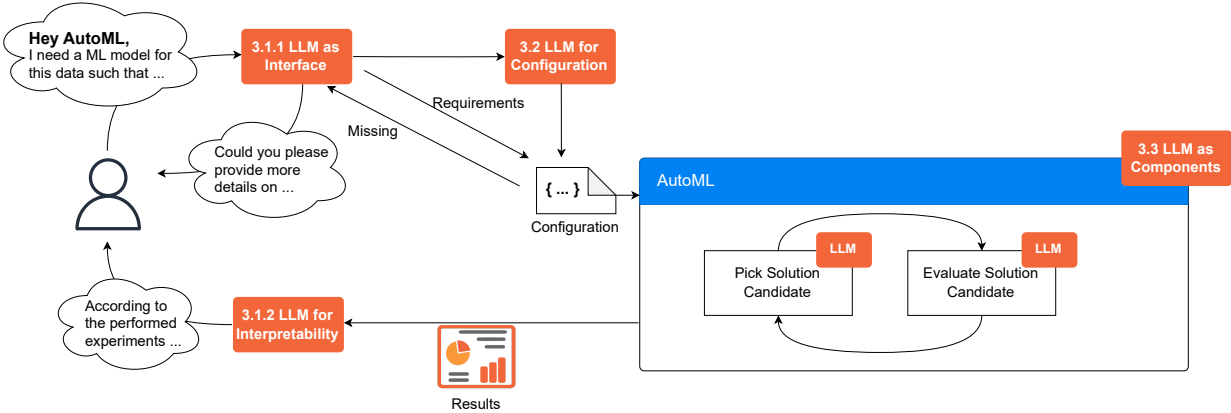 Hey AutoML,
I need a ML model for
this data such that ...
3.1.1 LLM as
Interface
3.2 LLM for
Configuration
Requirements
Missing
Could you please
provide more
details on ...
{ ... }
Configuration
3.3 LLM as
Components
AutoML
LLM
Pick Solution
Candidate
LLM
Evaluate Solution
Candidate
According to
the performed
experiments ...
3.1.2 LLM for
Interpretability
Results